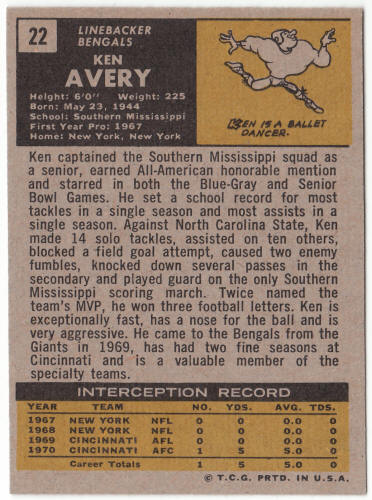 22
LINEBACKER
BENGALS
KEN
AVERY
Height: 6'0" Weight: 225
Born: May 23, 1944
School: Southern Mississippi
First Year Pro: 1967
Home: New York, New York
KEN IS A BALLET
DANCER.
Ken captained the Southern Mississippi squad as
a senior, earned All-American honorable mention
and starred in both the Blue-Gray and Senior
Bowl Games. He set a school record for most
tackles in a single season and most assists in a
single season. Against North Carolina State, Ken
made 14 solo tackles, assisted on ten others,
blocked a field goal attempt, caused two enemy
fumbles, knocked down several passes in the
secondary and played guard on the only Southern
Mississippi scoring march. Twice named the
team's MVP, he won three football letters. Ken is
exceptionally fast, has a nose for the ball and is
very aggressive. He came to the Bengals from the
Giants in 1969, has had two fine seasons at
Cincinnati and is a valuable member of the
specialty teams.
INTERCEPTION RECORD
YEAR TEAM NO. YDS. AVG. TDS.
1967 NEW YORK NFL 0 0 0.0 0
1968 NEW YORK NFL 0 0 0.0 0
1969 CINCINNATI AFL 0 0 0.0 0
1970 CINCINNATI AFC 1 5 5.0 0
Career Totals 1 5 5.0 0
© T.C.G. PRTD. IN U.S.A.